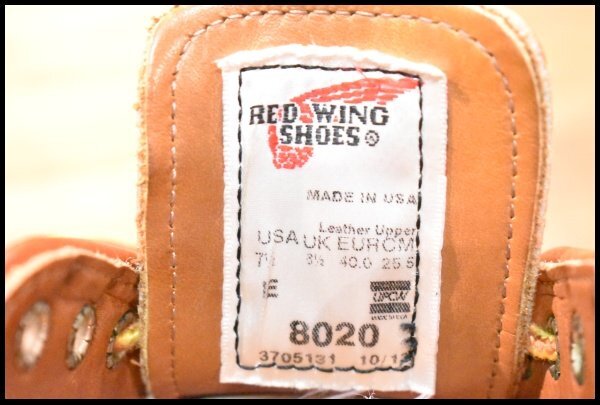 RED WING
SHOES ®
MADE IN USA
Leather Upper
USA UK EUR CM
7½ 6½ 40.0 25.5
E
UFCW
8020
3705131 10/12